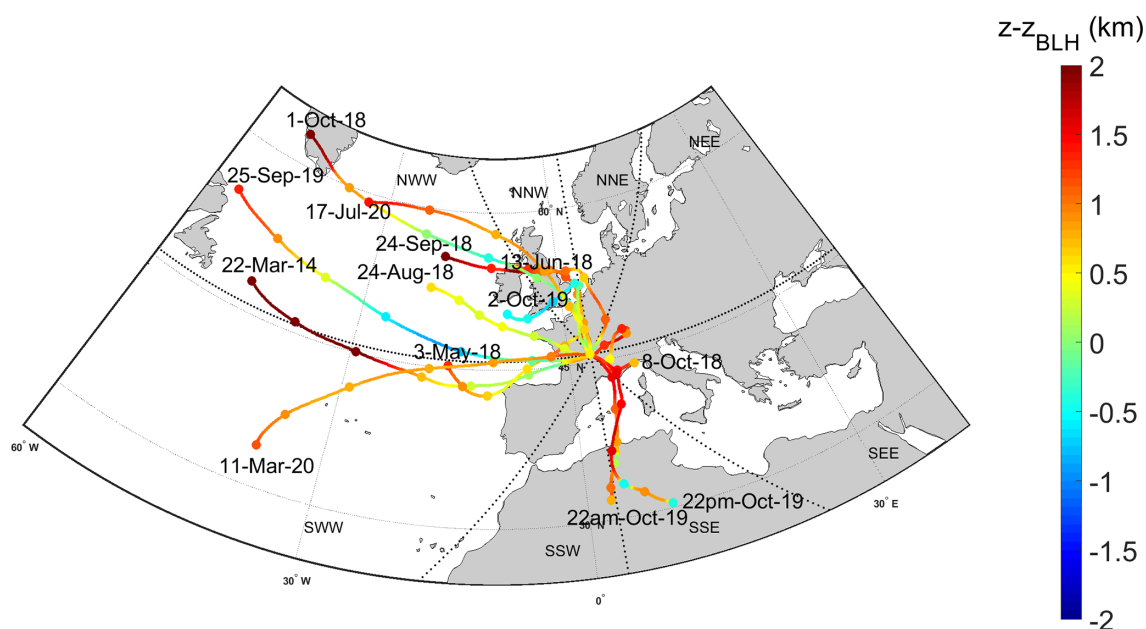 z-z_BLH (km)
2
1-Oct-18
NEE
1.5
25-Sep-19
NWW
NNW
NNE
17-Jul-20
60° N
1
24-Sep-18
22-Mar-14
13-Jun-18
24-Aug-18
0.5
2-Oct-19
0
3-May-18
45° N
8-Oct-18
-0.5
60° W
SEE
11-Mar-20
-1
22pm-Oct-19
30° E
22am-Oct-19
SWW
30° N
SSE
SSW
-1.5
30° W
0°
-2